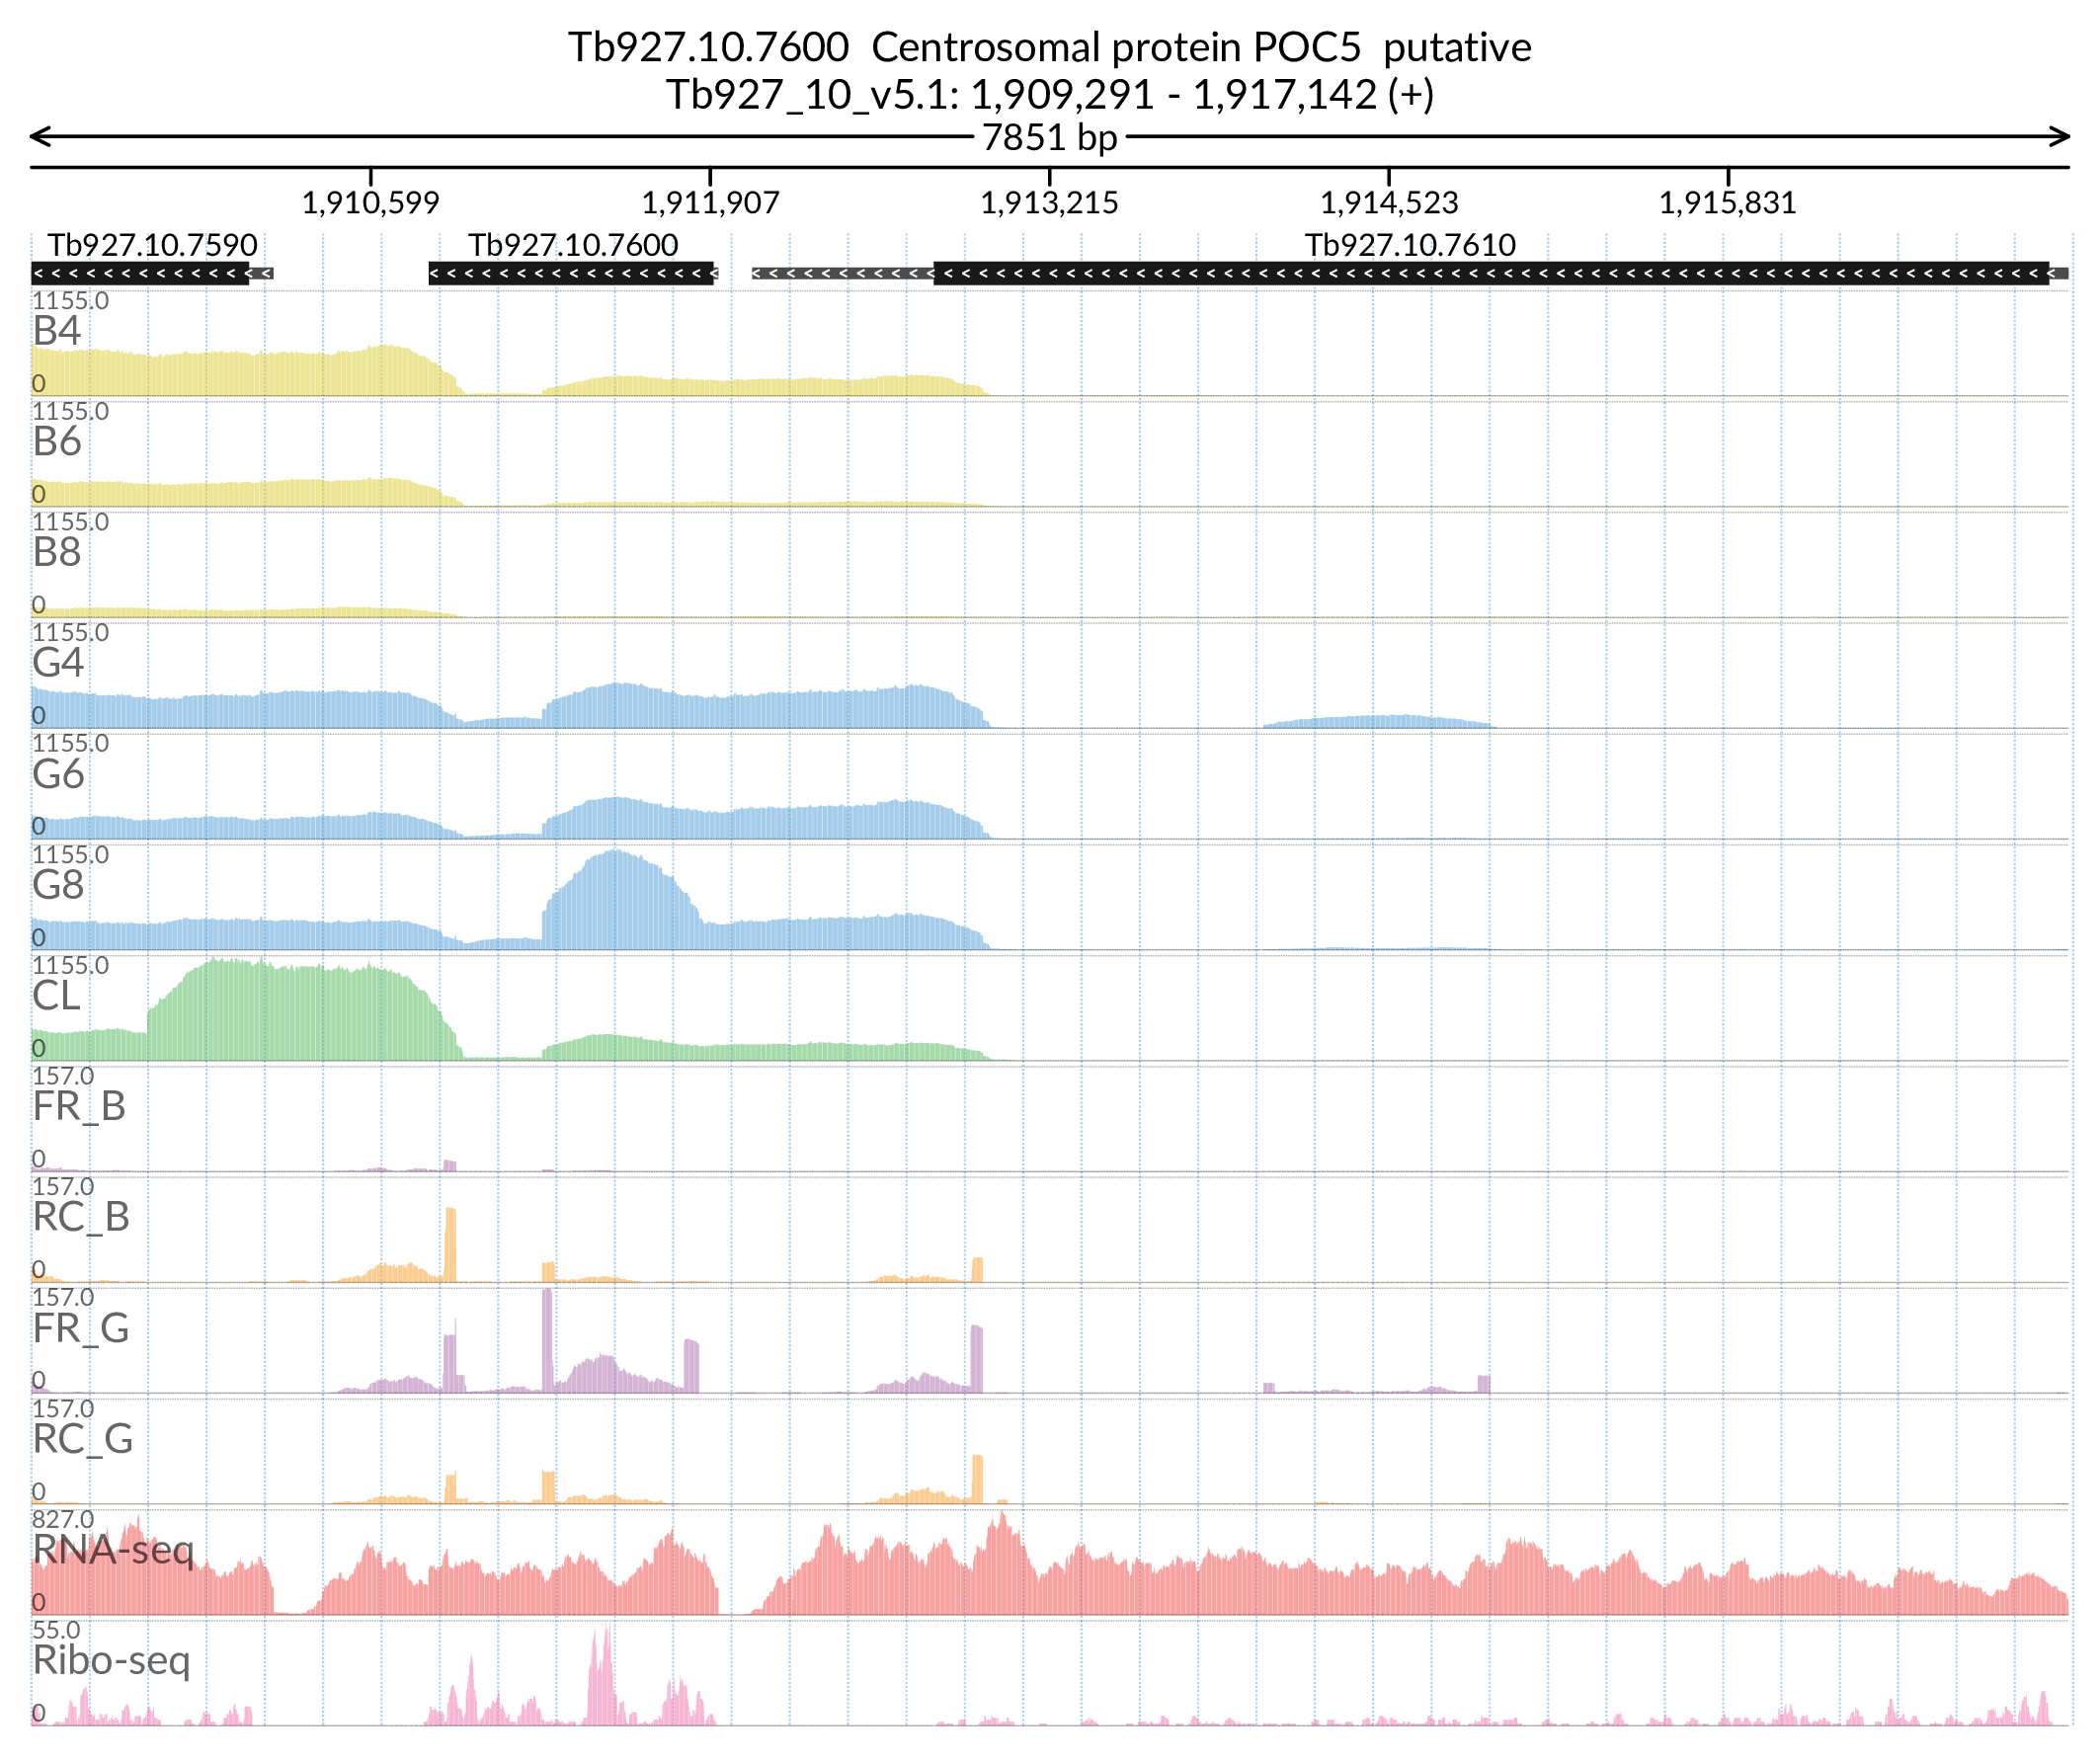 Tb927.10.7600 Centrosomal protein POC5 putative
Tb927_10_v5.1: 1,909,291 - 1,917,142 (+)
7851 bp
1,910,599 1,911,907 1,913,215 1,914,523 1,915,831
Tb927.10.7590 Tb927.10.7600 Tb927.10.7610
1155.0
B4
0
1155.0
B6
0
1155.0
B8
0
1155.0
G4
0
1155.0
G6
0
1155.0
G8
0
1155.0
CL
0
157.0
FR_B
0
157.0
RC_B
0
157.0
FR_G
0
157.0
RC_G
0
827.0
RNA-seq
0
55.0
Ribo-seq
0